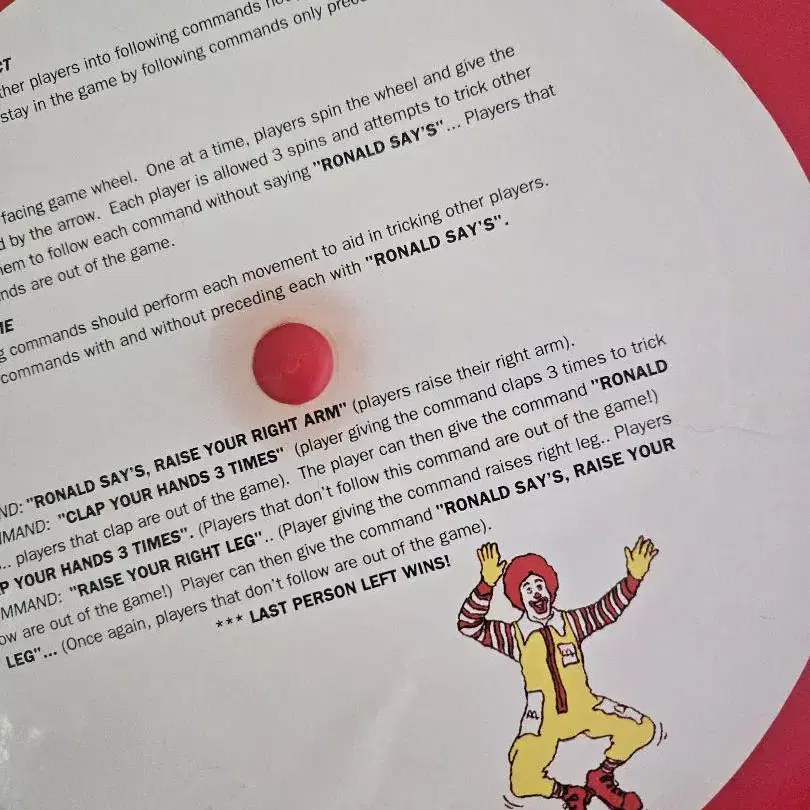 CT
ther players into following commands
stay in the game by following commands only
facing game wheel. One at a time, players spin the wheel and give the
d by the arrow. Each player is allowed 3 spins and attempts to trick other
em to follow each command without saying "RONALD SAY'S"... Players that
nds are out of the game.
ME
g commands should perform each movement to aid in tricking other players.
commands with and without preceding each with "RONALD SAY'S".
ND: "RONALD SAY'S, RAISE YOUR RIGHT ARM" (players raise their right arm).
MMAND: "CLAP YOUR HANDS 3 TIMES" (player giving the command claps 3 times to trick
... players that clap are out of the game). The player can then give the command "RONALD
P YOUR HANDS 3 TIMES". (Players that don't follow this command are out of the game!)
MMAND: "RAISE YOUR RIGHT LEG".. (Player giving the command raises right leg.. Players
ow are out of the game!) Player can then give the command "RONALD SAY'S, RAISE YOUR
LEG"... (Once again, players that don't follow are out of the game).
*** LAST PERSON LEFT WINS!